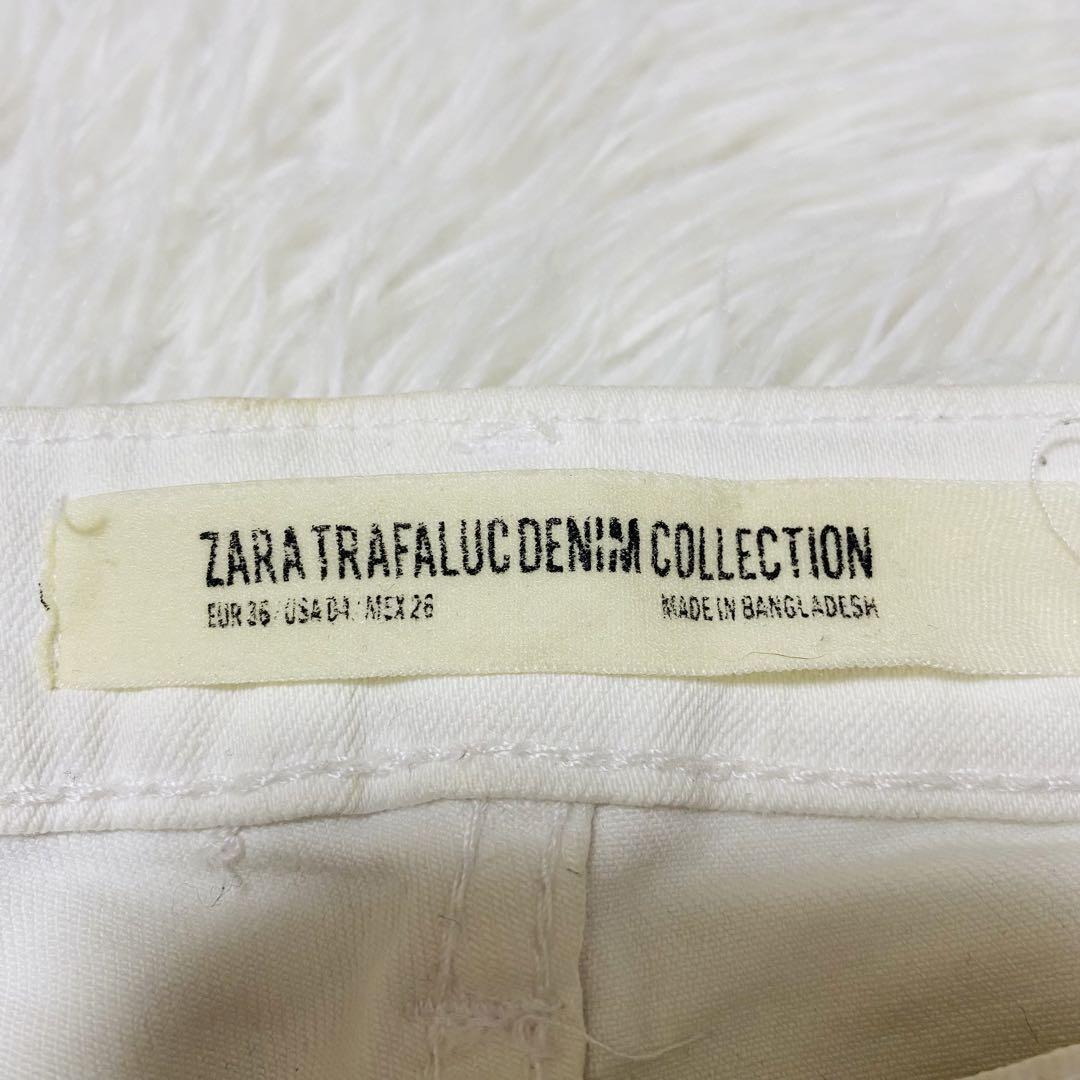 ZARA TRAFALUC DENIM COLLECTION
EUR 36 / USA 04 / MEX 26 MADE IN BANGLADESH